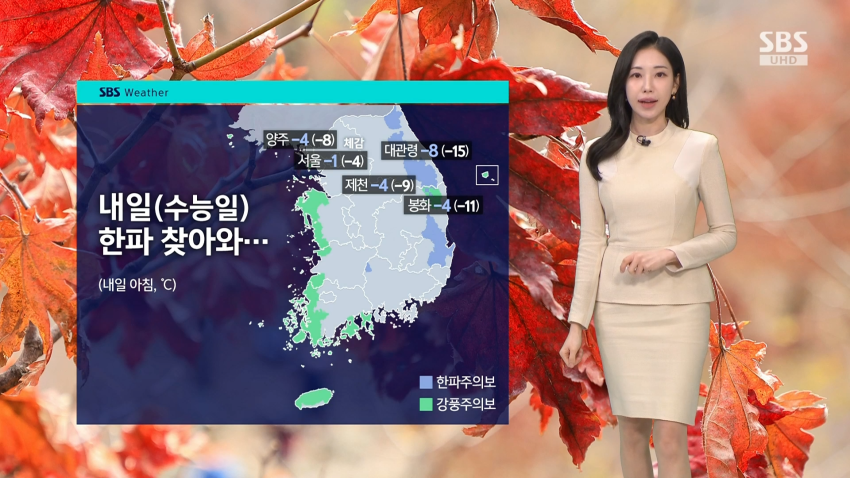 SBS
UHD
SBS Weather
양주 -4 (-8)
체감
서울 -1 (-4)
대관령 -8 (-15)
제천 -4 (-9)
봉화 -4 (-11)
내일(수능일)
한파 찾아와…
(내일 아침, ℃)
한파주의보
강풍주의보